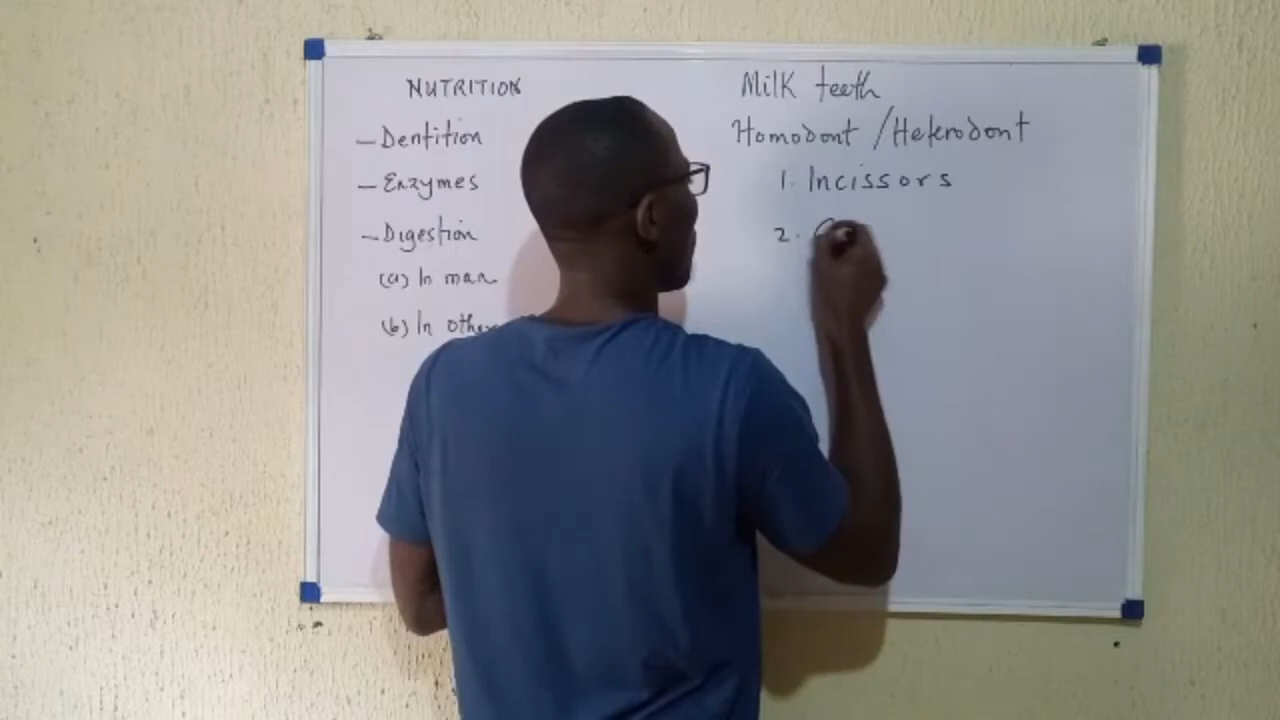 NUTRITION
– Dentition
– Enzymes
– Digestion
(a) In man
(b) In other
Milk teeth
Homodont / Heterodont
1. Incissors
2. C